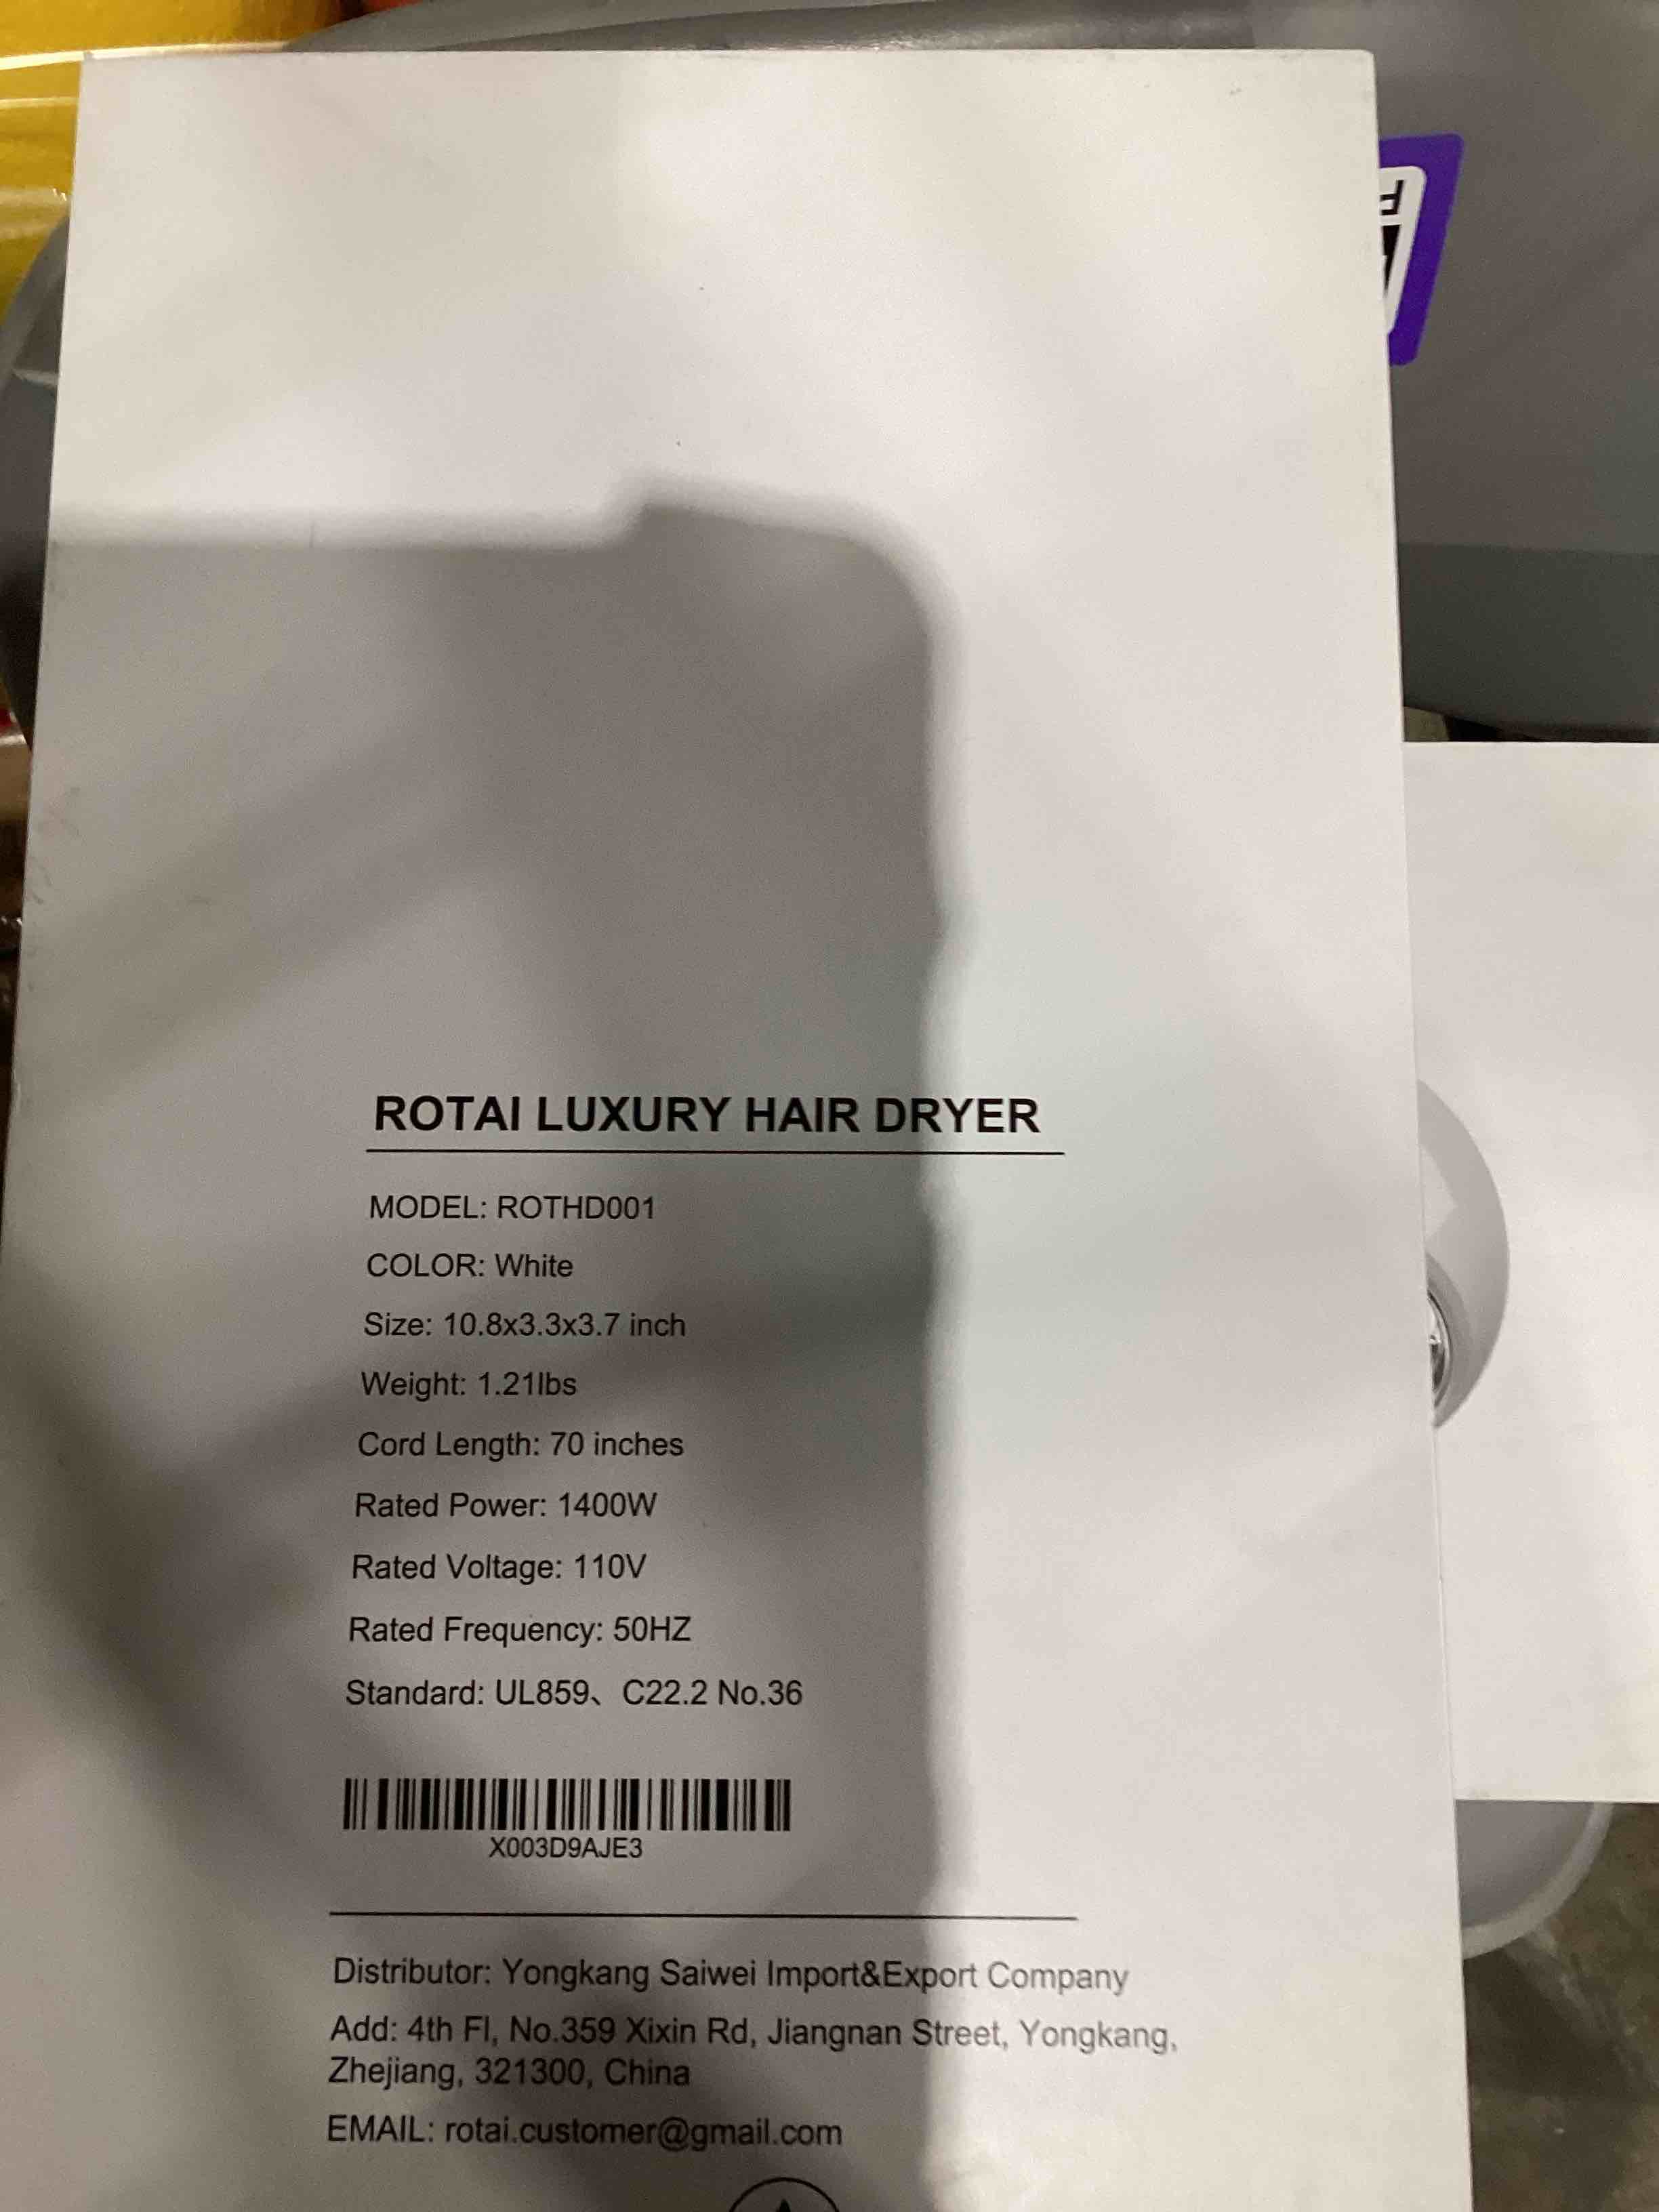 ROTAI LUXURY HAIR DRYER
MODEL: ROTHD001
COLOR: White
Size: 10.8x3.3x3.7 inch
Weight: 1.21lbs
Cord Length: 70 inches
Rated Power: 1400W
Rated Voltage: 110V
Rated Frequency: 50HZ
Standard: UL859、 C22.2 No.36
X003D9AJE3
Distributor: Yongkang Saiwei Import&Export Company
Add: 4th Fl, No.359 Xixin Rd, Jiangnan Street, Yongkang,
Zhejiang, 321300, China
EMAIL: rotai.customer@gmail.com